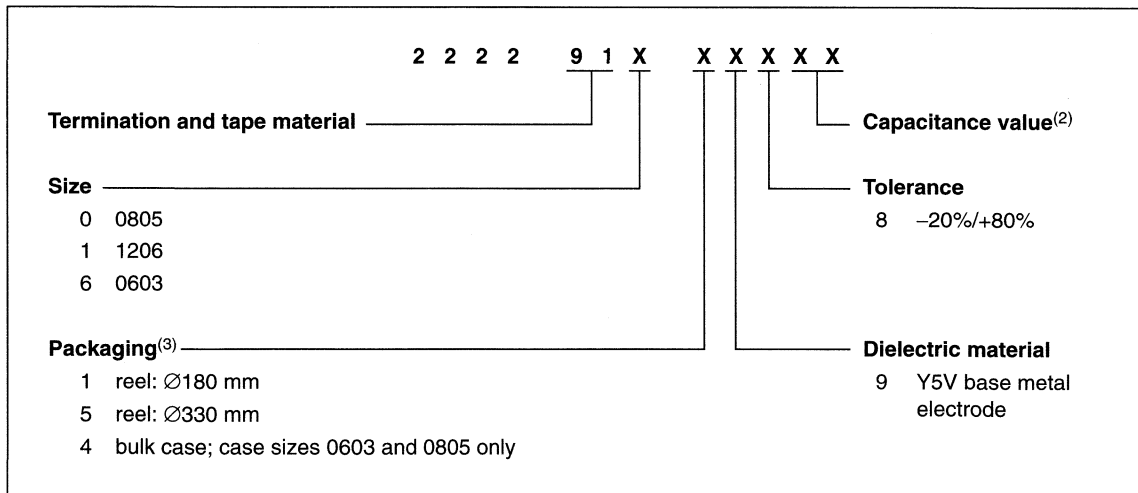 2 2 2 2 9 1 X X X X X X
Termination and tape material
Capacitance value(2)
Size
0 0805
1 1206
6 0603
Tolerance
8 −20%/+80%
Packaging(3)
1 reel: ∅180 mm
5 reel: ∅330 mm
4 bulk case; case sizes 0603 and 0805 only
Dielectric material
9 Y5V base metal
electrode